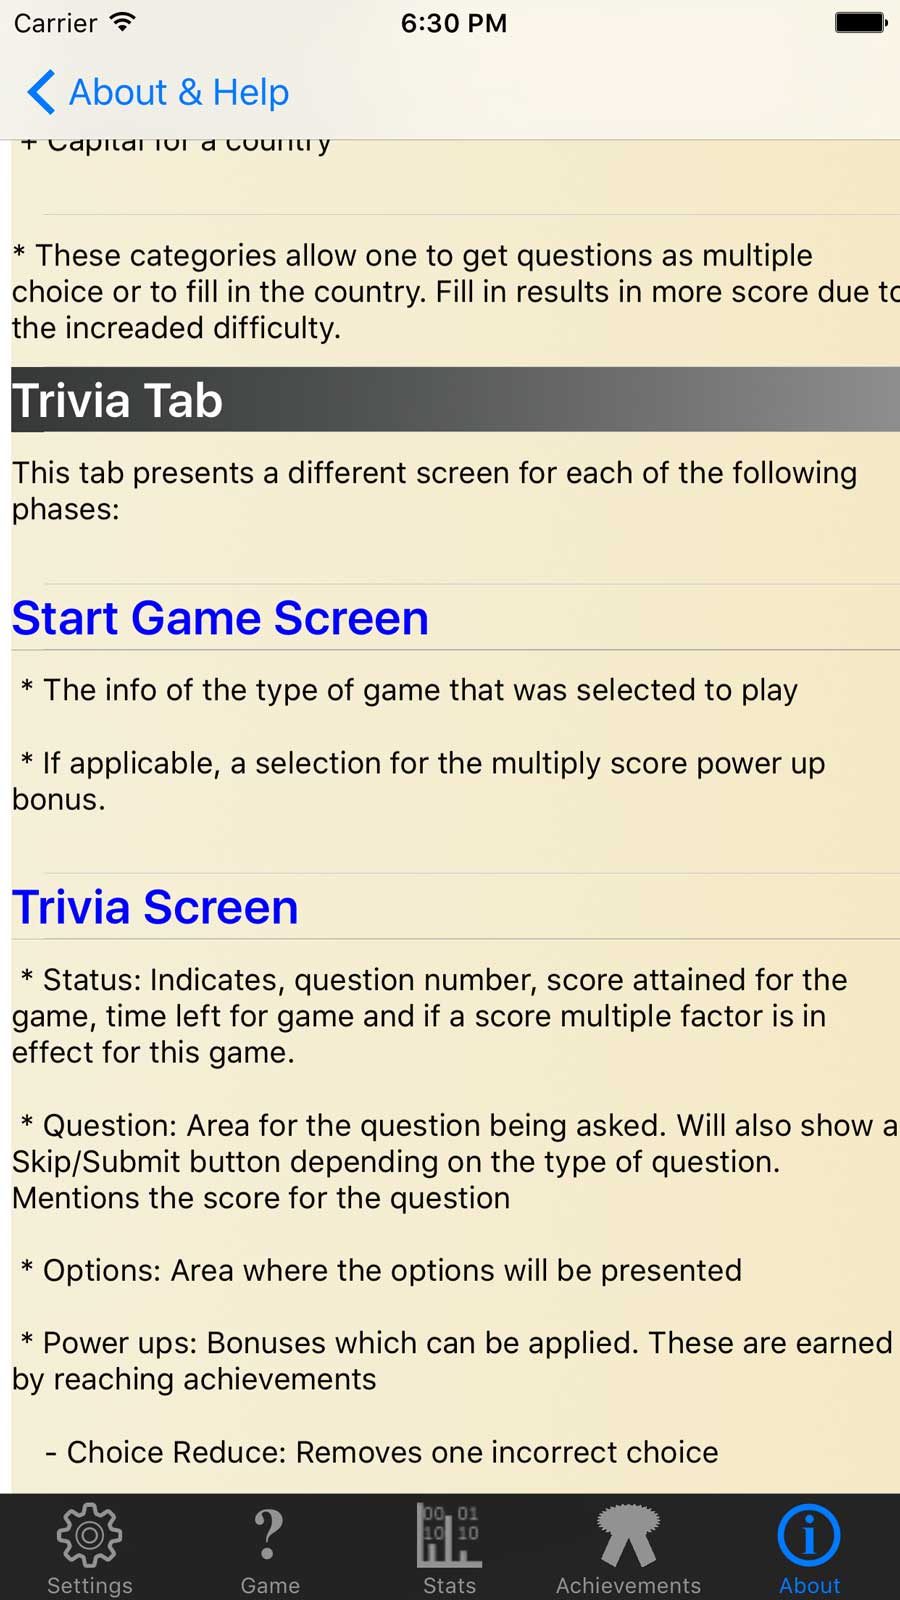 Carrier 6:30 PM
About & Help
+ Capital for a country
* These categories allow one to get questions as multiple
choice or to fill in the country. Fill in results in more score due to
the increaded difficulty.
Trivia Tab
This tab presents a different screen for each of the following
phases:
Start Game Screen
* The info of the type of game that was selected to play
* If applicable, a selection for the multiply score power up
bonus.
Trivia Screen
* Status: Indicates, question number, score attained for the
game, time left for game and if a score multiple factor is in
effect for this game.
* Question: Area for the question being asked. Will also show a
Skip/Submit button depending on the type of question.
Mentions the score for the question
* Options: Area where the options will be presented
* Power ups: Bonuses which can be applied. These are earned
by reaching achievements
- Choice Reduce: Removes one incorrect choice
00 01
10 10
Settings Game Stats Achievements About